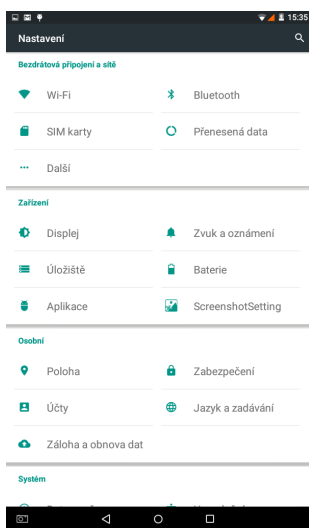 15:35
Nastavení
Bezdrátová připojení a sítě
Wi-Fi Bluetooth
SIM karty Přenesená data
Další
Zařízení
Displej Zvuk a oznámení
Úložiště Baterie
Aplikace ScreenshotSetting
Osobní
Poloha Zabezpečení
Účty Jazyk a zadávání
Záloha a obnova dat
Systém